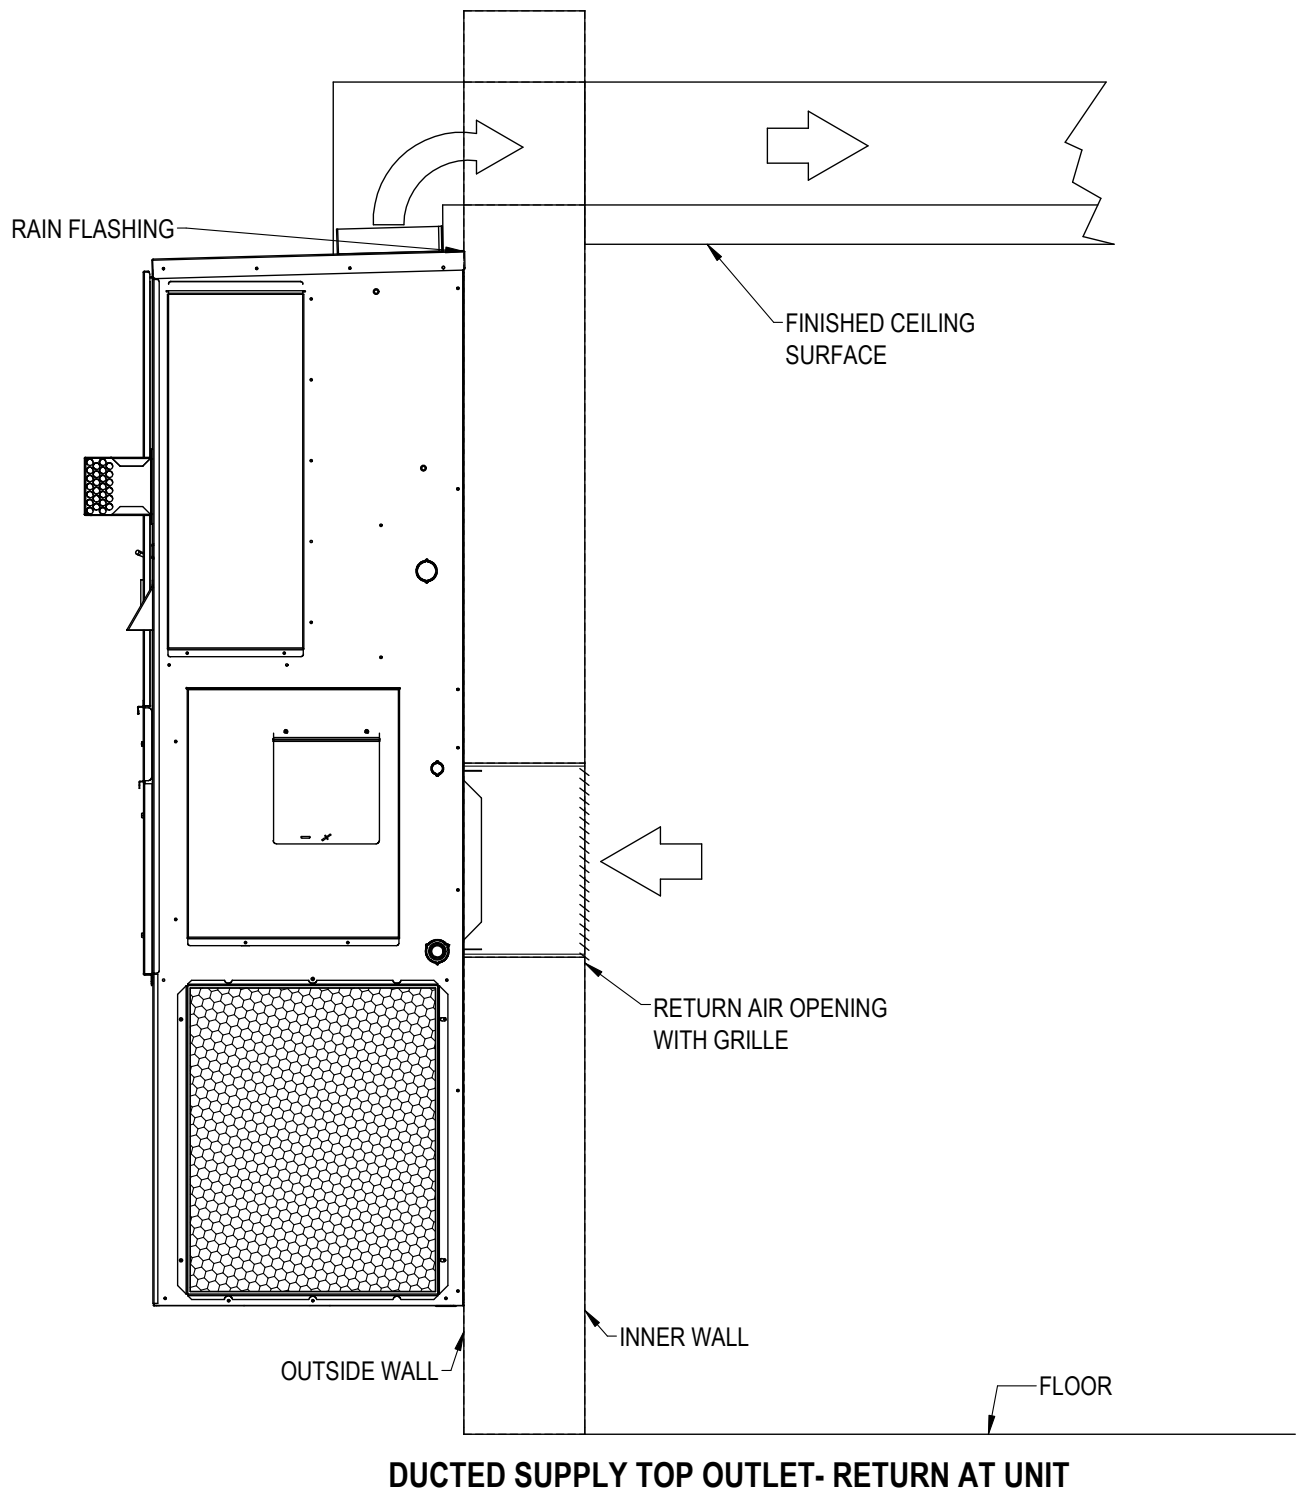 RAIN FLASHING
FINISHED CEILING
SURFACE
RETURN AIR OPENING
WITH GRILLE
INNER WALL
OUTSIDE WALL
FLOOR
DUCTED SUPPLY TOP OUTLET- RETURN AT UNIT